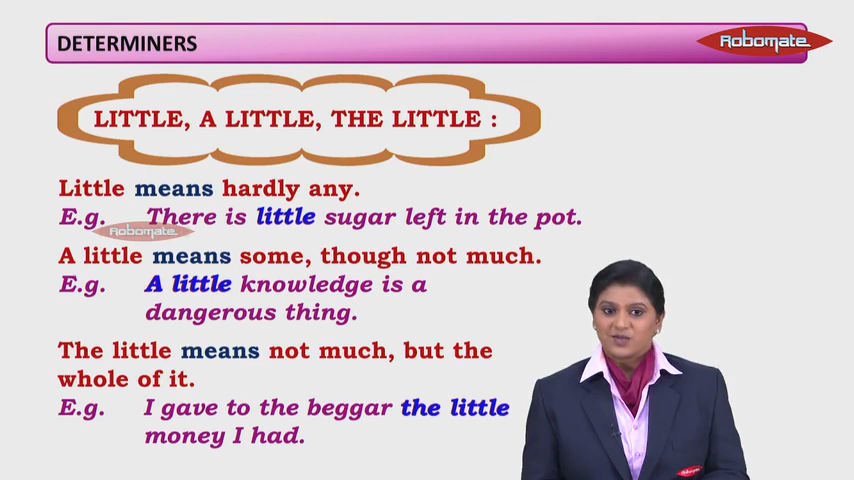 DETERMINERS
Robomate
LITTLE, A LITTLE, THE LITTLE :
Little means hardly any.
E.g. There is little sugar left in the pot.
Robomate
A little means some, though not much.
E.g. A little knowledge is a
dangerous thing.
The little means not much, but the
whole of it.
E.g. I gave to the beggar the little
money I had.
Robomate